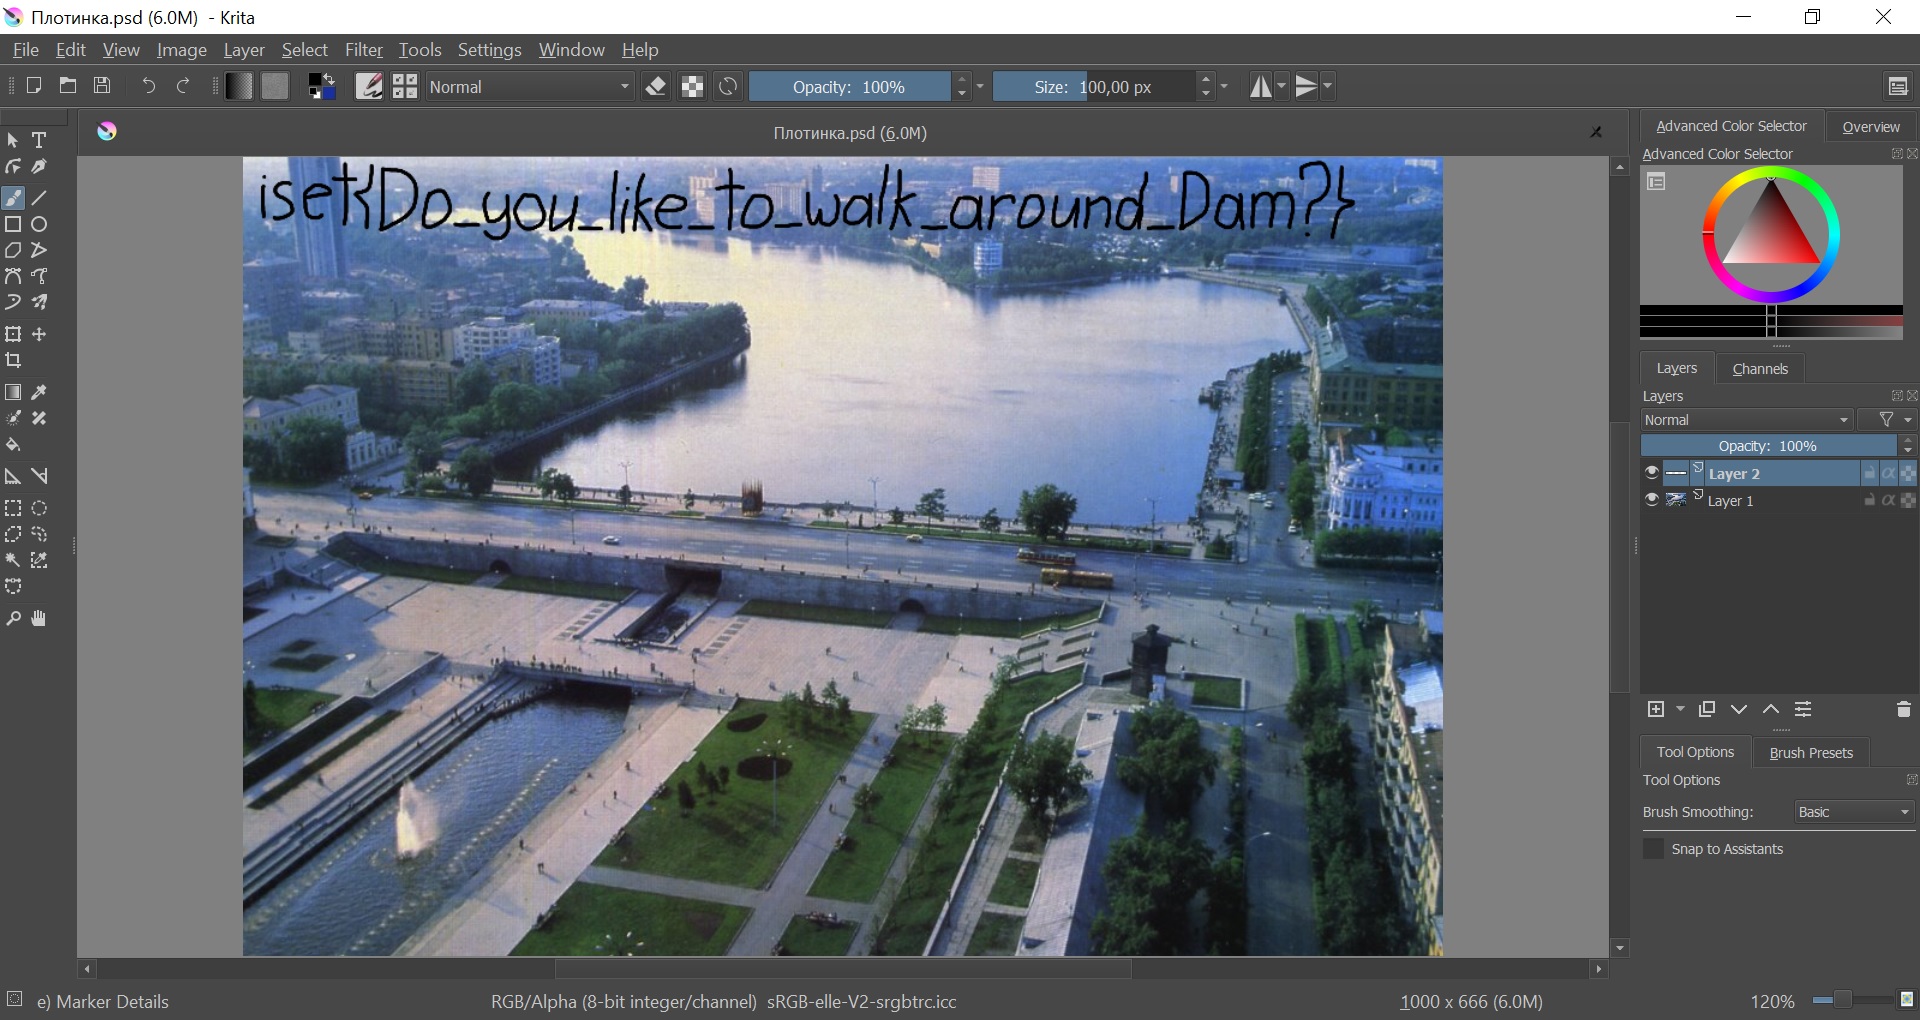 Плотинка.psd (6.0M) - Krita
File Edit View Image Layer Select Filter Tools Settings Window Help
Normal Opacity: 100% Size: 100,00 px
Плотинка.psd (6.0M)
Advanced Color Selector Overview
Advanced Color Selector
iset{Do_you_like_to_walk_around_Dam?}
Layers Channels
Layers
Normal
Opacity: 100%
Layer 2
Layer 1
Tool Options Brush Presets
Tool Options
Brush Smoothing: Basic
Snap to Assistants
e) Marker Details RGB/Alpha (8-bit integer/channel) sRGB-elle-V2-srgbtrc.icc 1000 x 666 (6.0M) 120%